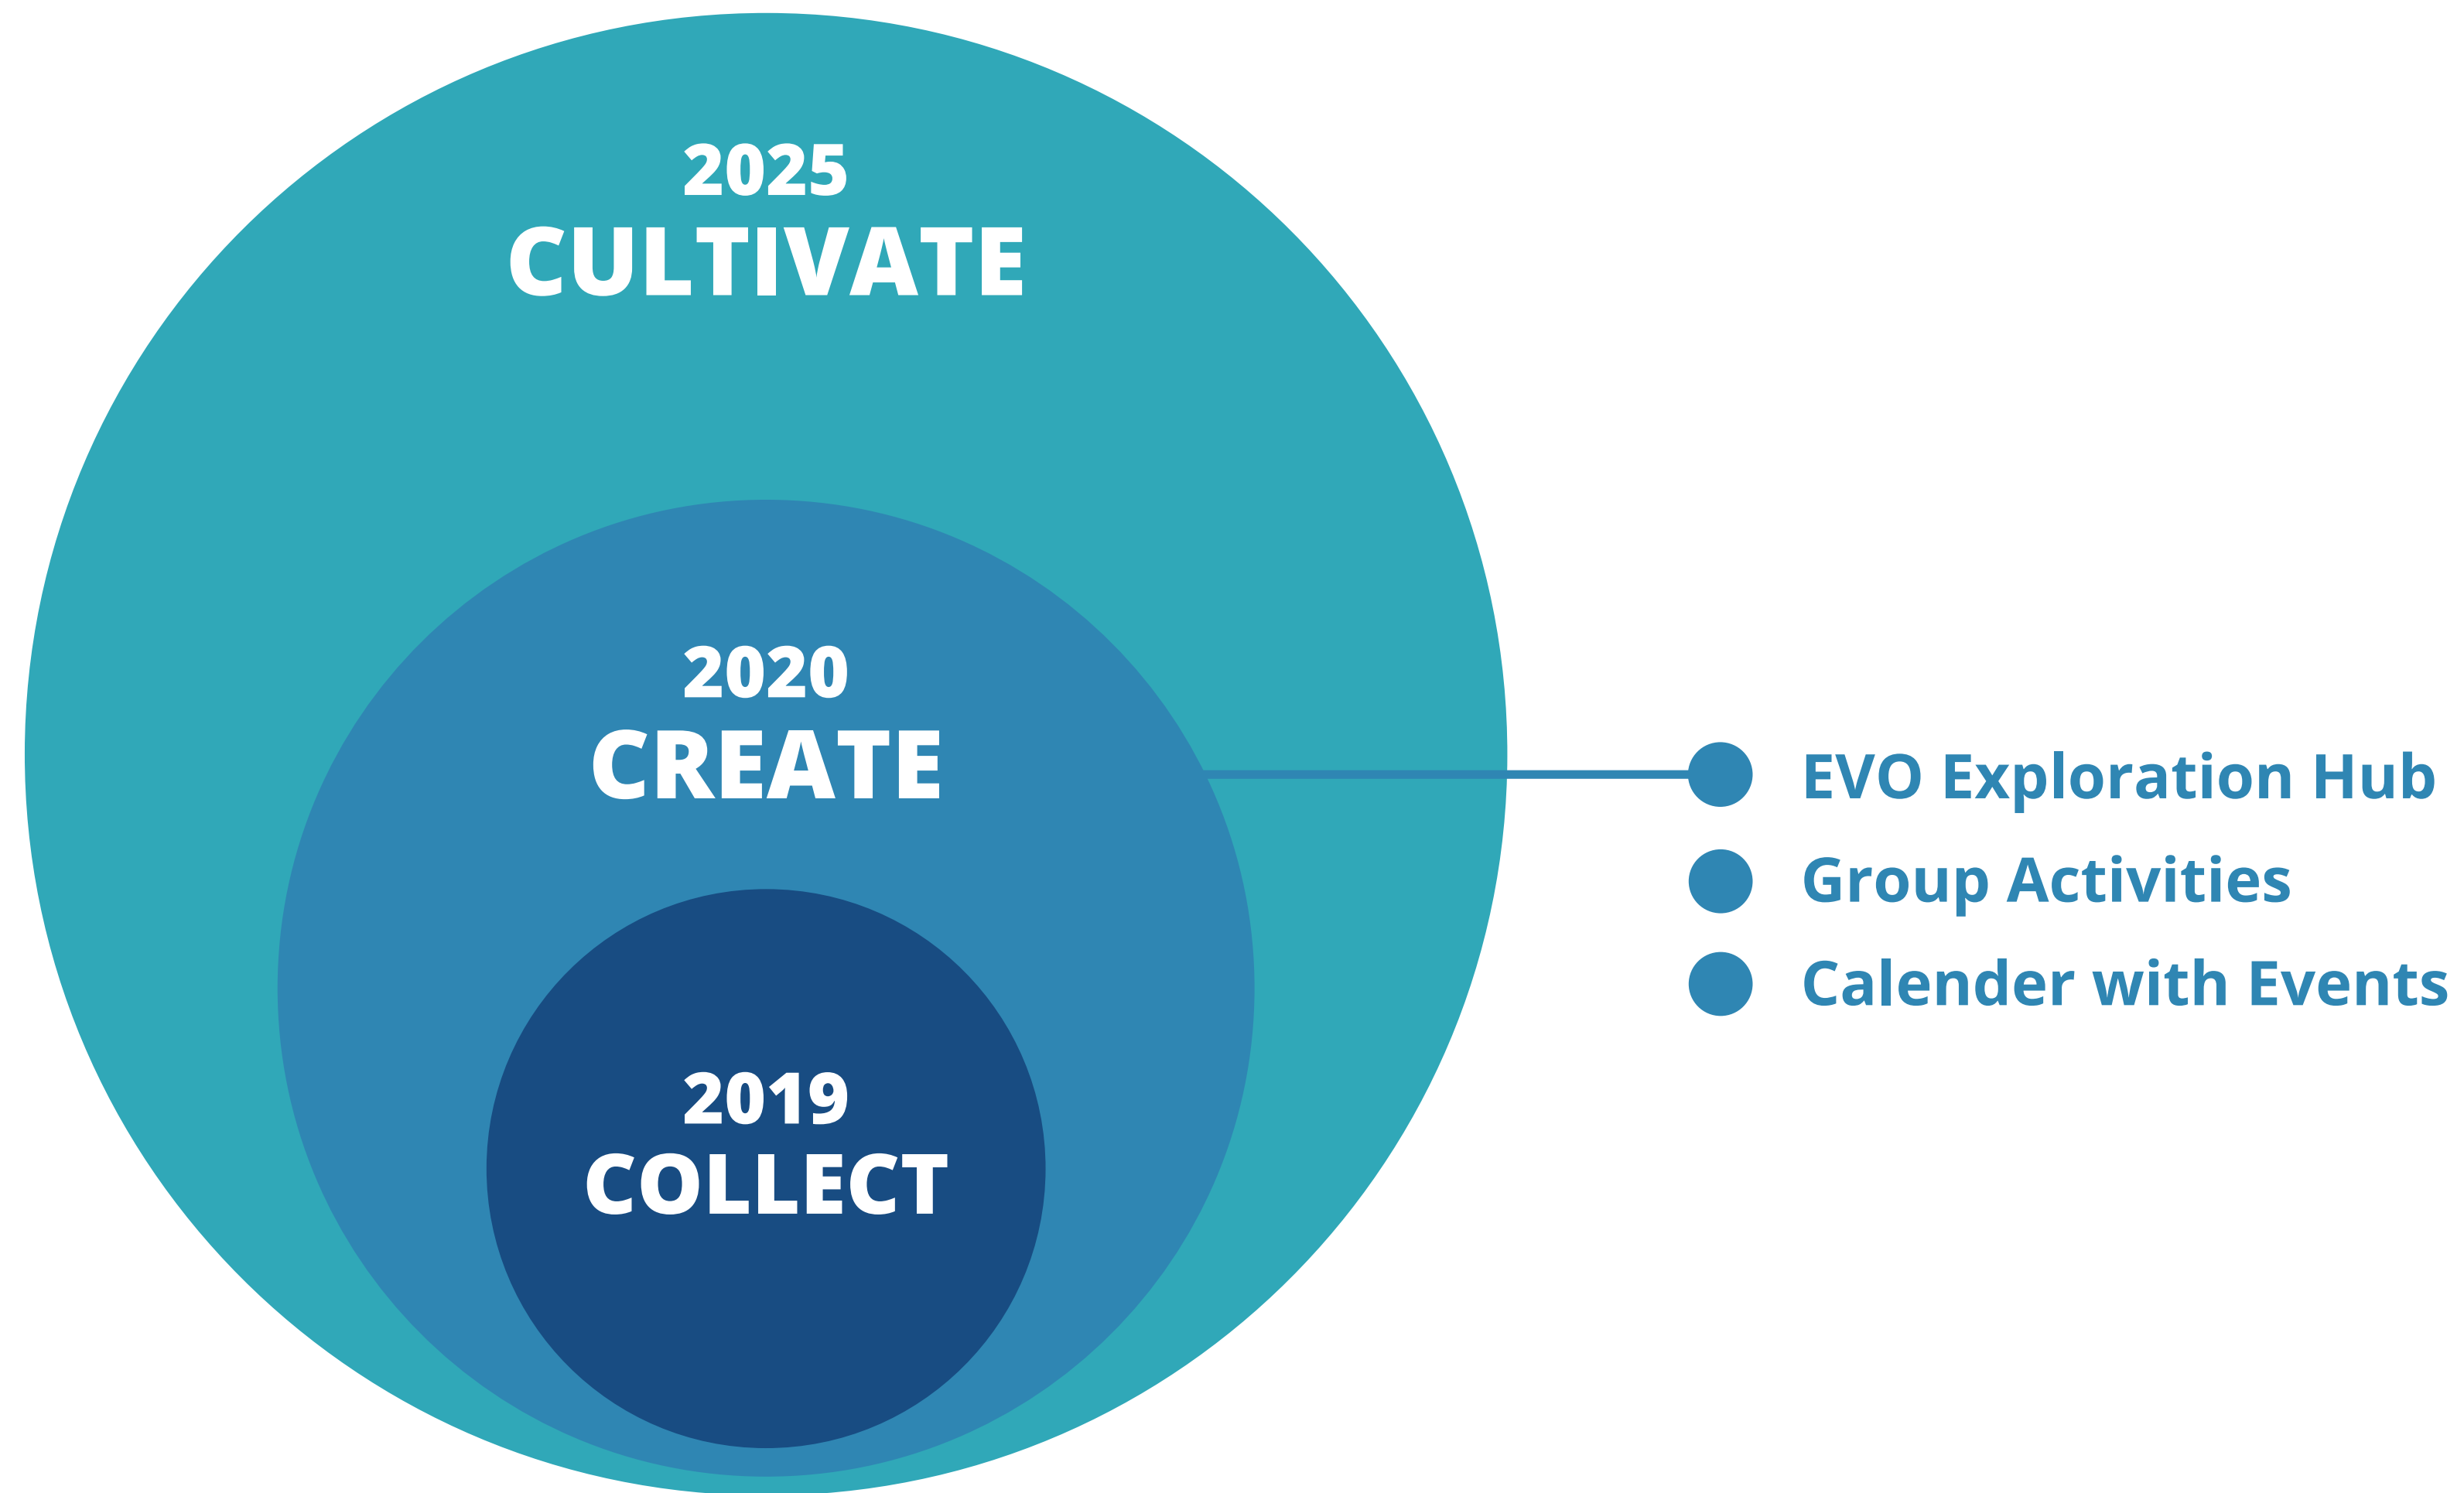 2025
CULTIVATE
2020
CREATE
EVO Exploration Hub
Group Activities
Calender with Events
2019
COLLECT